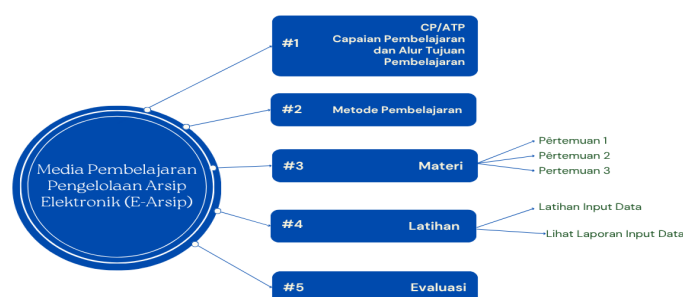 #1
CP/ATP
Capaian Pembelajaran
dan Alur Tujuan
Pembelajaran
#2 Metode Pembelajaran
Media Pembelajaran
Pengelolaan Arsip
Elektronik (E-Arsip)
#3 Materi
Pertemuan 1
Pertemuan 2
Pertemuan 3
#4 Latihan
Latihan Input Data
Lihat Laporan Input Data
#5 Evaluasi